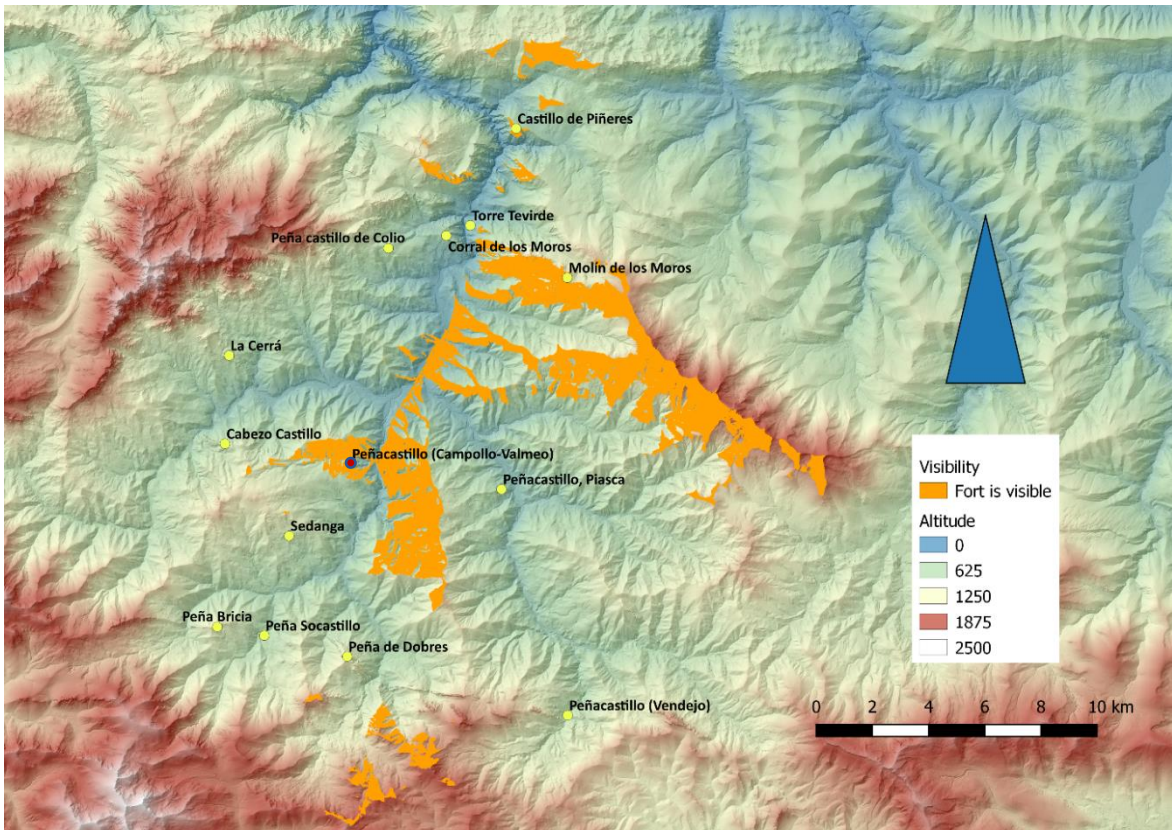 Castillo de Piñeres
Torre Tevirde
Peña castillo de Colio
Corral de los Moros
Molín de los Moros
La Cerrá
Cabezo Castillo
Peñacastillo (Campollo-Valmeo)
Peñacastillo, Piasca
Sedanga
Peña Bricia
Peña Socastillo
Peña de Dobres
Peñacastillo (Vendejo)
Visibility
Fort is visible
Altitude
0
625
1250
1875
2500
0 2 4 6 8 10 km